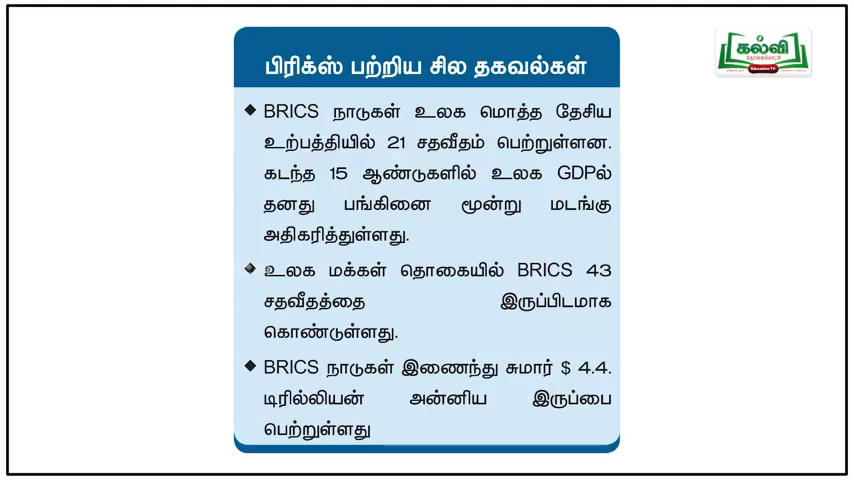 பிரிக்ஸ் பற்றிய சில தகவல்கள்
கல்வி
தொலைக்காட்சி
Education TV
BRICS நாடுகள் உலக மொத்த தேசிய
உற்பத்தியில் 21 சதவீதம் பெற்றுள்ளன.
கடந்த 15 ஆண்டுகளில் உலக GDPல்
தனது பங்கினை மூன்று மடங்கு
அதிகரித்துள்ளது.
உலக மக்கள் தொகையில் BRICS 43
சதவீதத்தை இருப்பிடமாக
கொண்டுள்ளது.
BRICS நாடுகள் இணைந்து சுமார் $ 4.4.
டிரில்லியன் அன்னிய இருப்பை
பெற்றுள்ளது